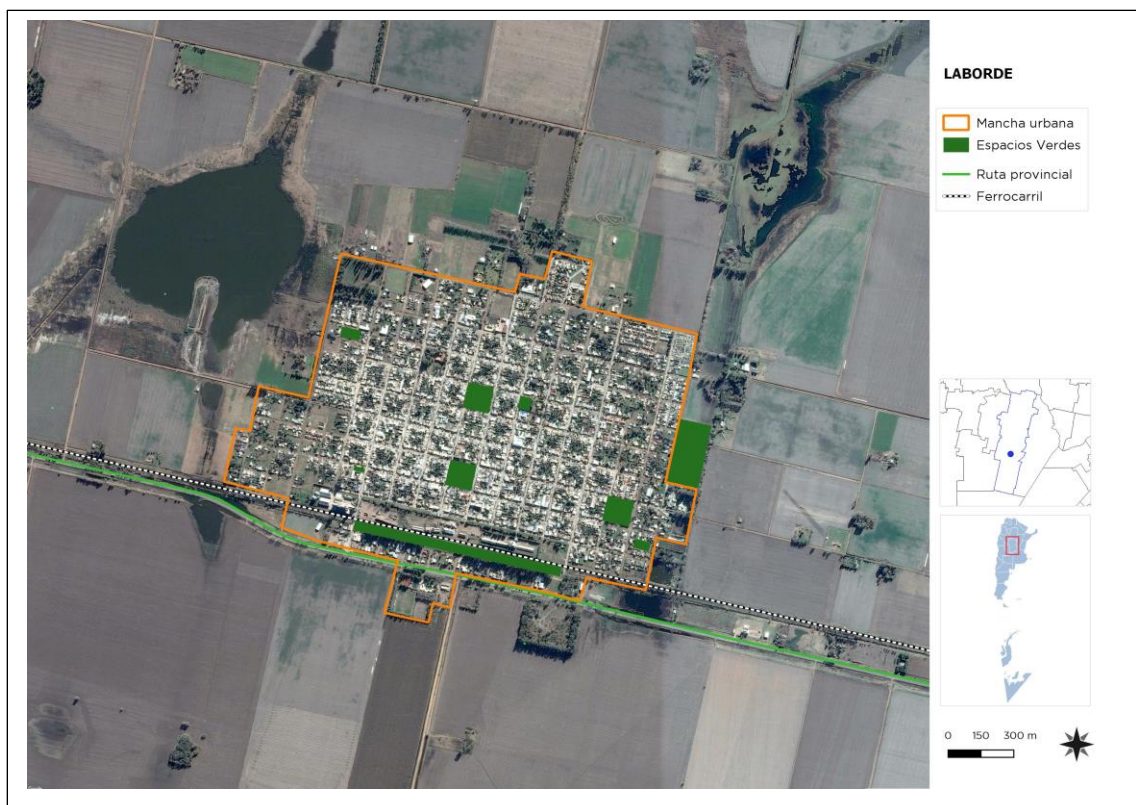 LABORDE
Mancha urbana
Espacios Verdes
Ruta provincial
Ferrocarril
0 150 300 m